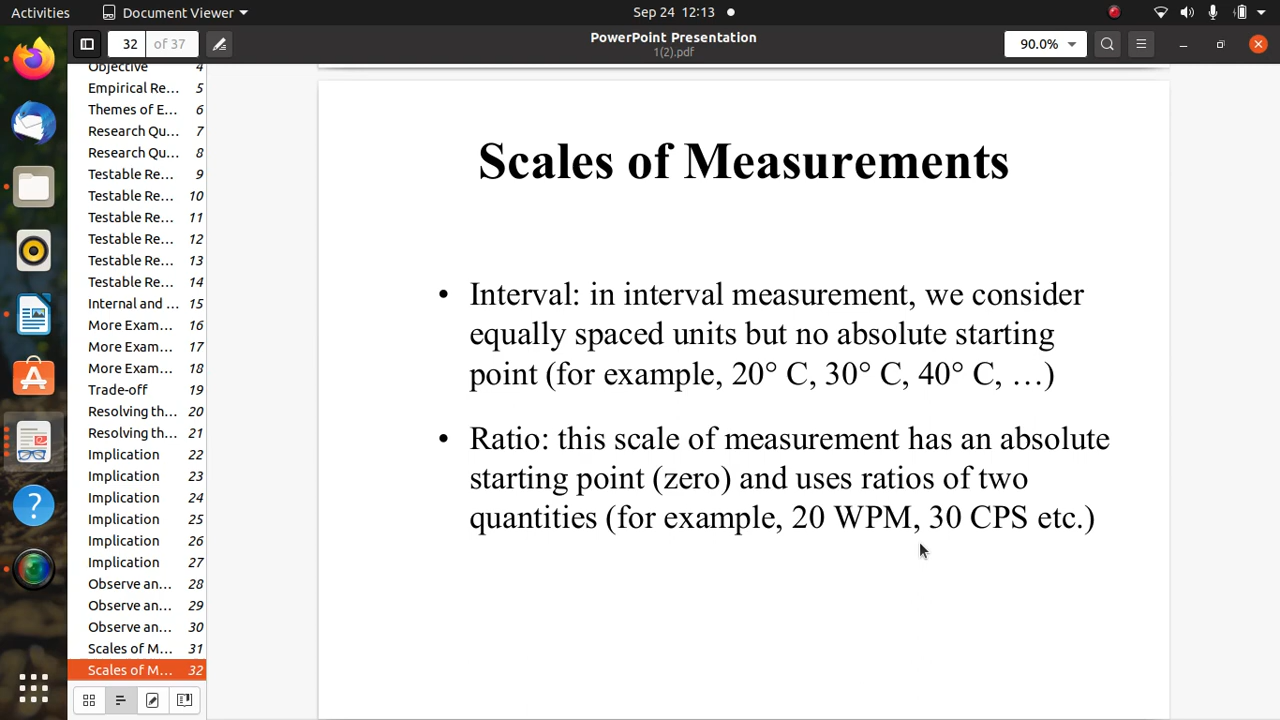 Activities Document Viewer Sep 24 12:13
32 of 37 PowerPoint Presentation 90.0%
1(2).pdf
Objective 4
Empirical Re... 5
Themes of E... 6
Research Qu... 7
Research Qu... 8
Testable Re... 9
Testable Re... 10
Testable Re... 11
Testable Re... 12
Testable Re... 13
Testable Re... 14
Internal and ... 15
More Exam... 16
More Exam... 17
More Exam... 18
Trade-off 19
Resolving th... 20
Resolving th... 21
Implication 22
Implication 23
Implication 24
Implication 25
Implication 26
Implication 27
Observe an... 28
Observe an... 29
Observe an... 30
Scales of M... 31
Scales of M... 32
Scales of Measurements
• Interval: in interval measurement, we consider
equally spaced units but no absolute starting
point (for example, 20° C, 30° C, 40° C, …)
• Ratio: this scale of measurement has an absolute
starting point (zero) and uses ratios of two
quantities (for example, 20 WPM, 30 CPS etc.)